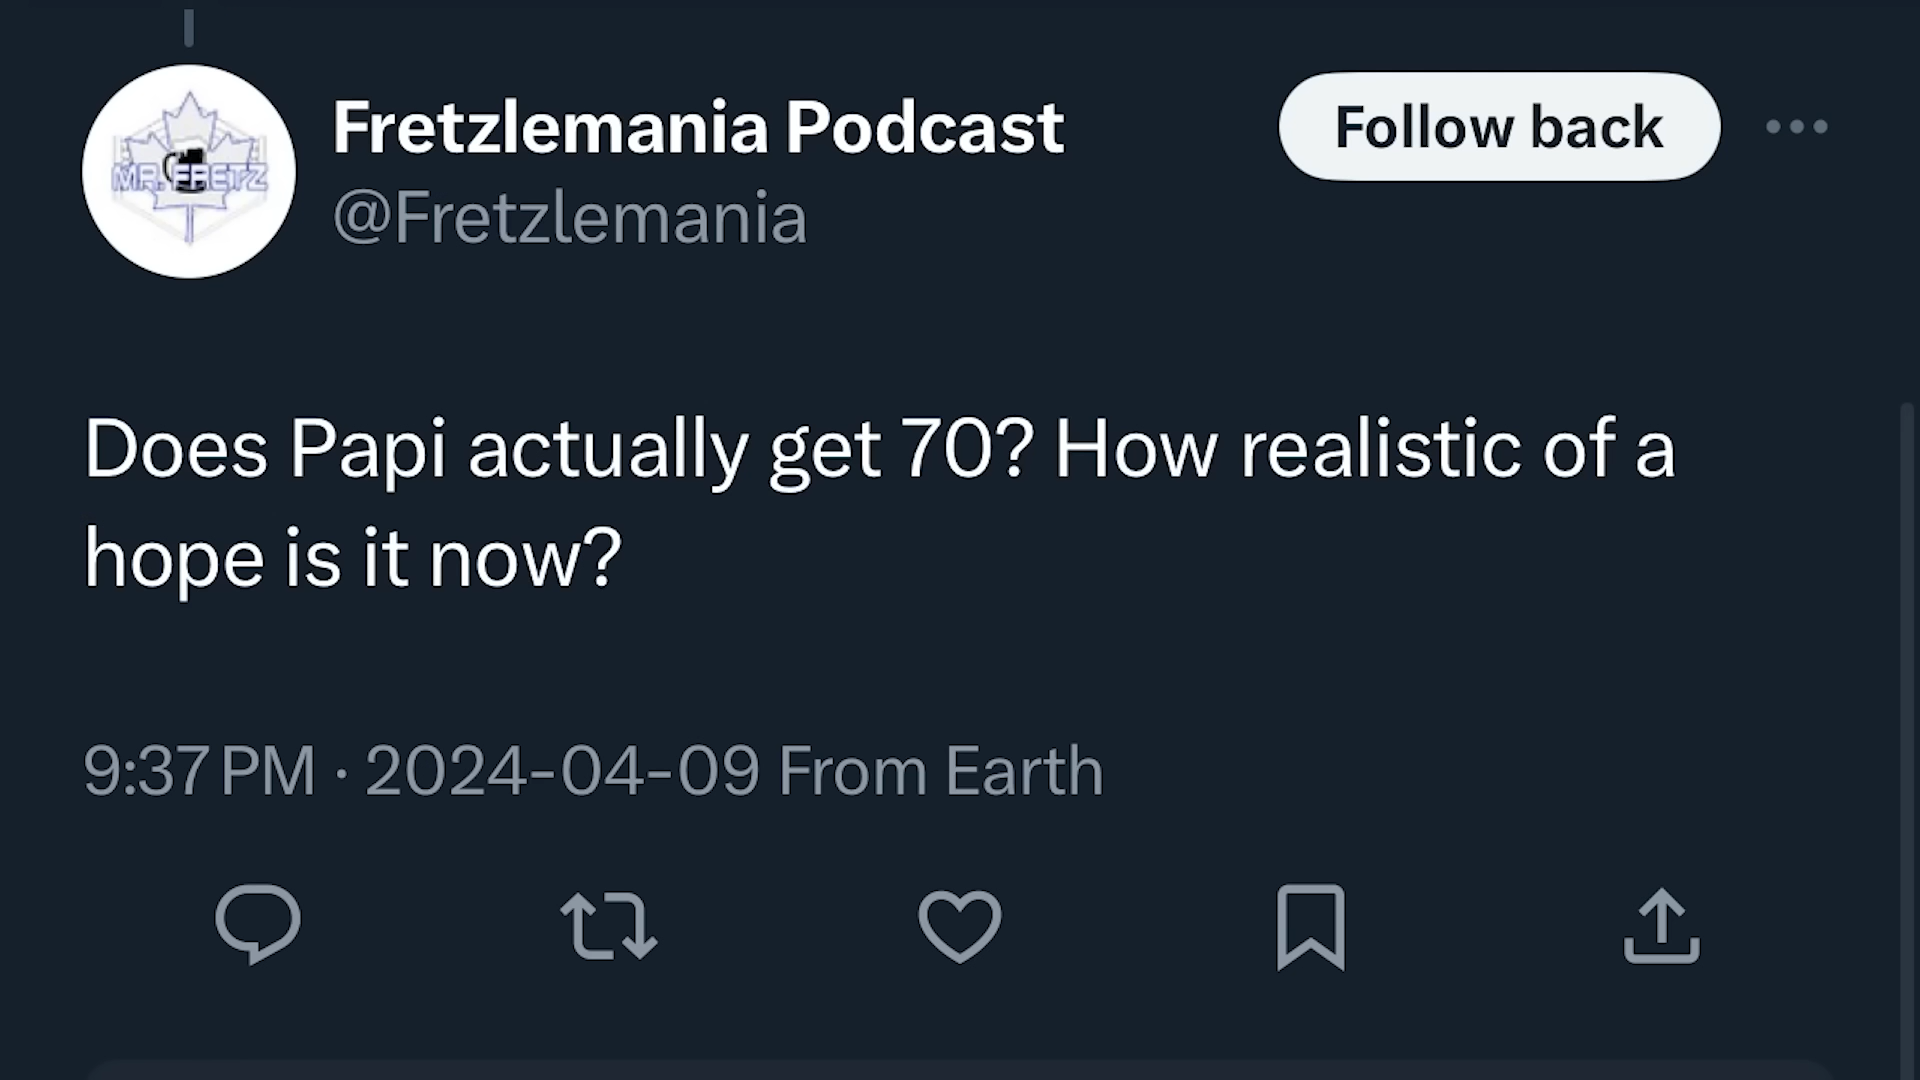 MR. FRETZ
Fretzlemania Podcast
@Fretzlemania
Follow back
Does Papi actually get 70? How realistic of a
hope is it now?
9:37 PM · 2024-04-09 From Earth